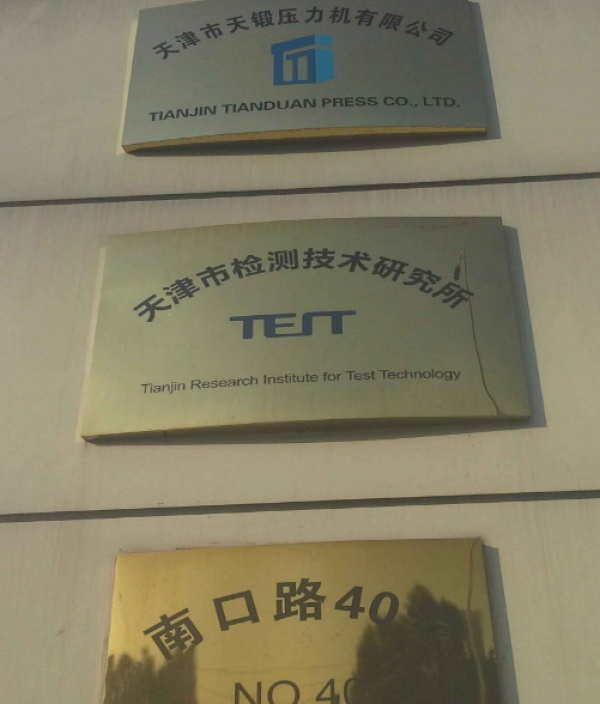 天津市天锻压力机有限公司
TIANJIN TIANDUAN PRESS CO., LTD.
天津市检测技术研究所
TEST
Tianjin Research Institute for Test Technology
南口路40
NO 40